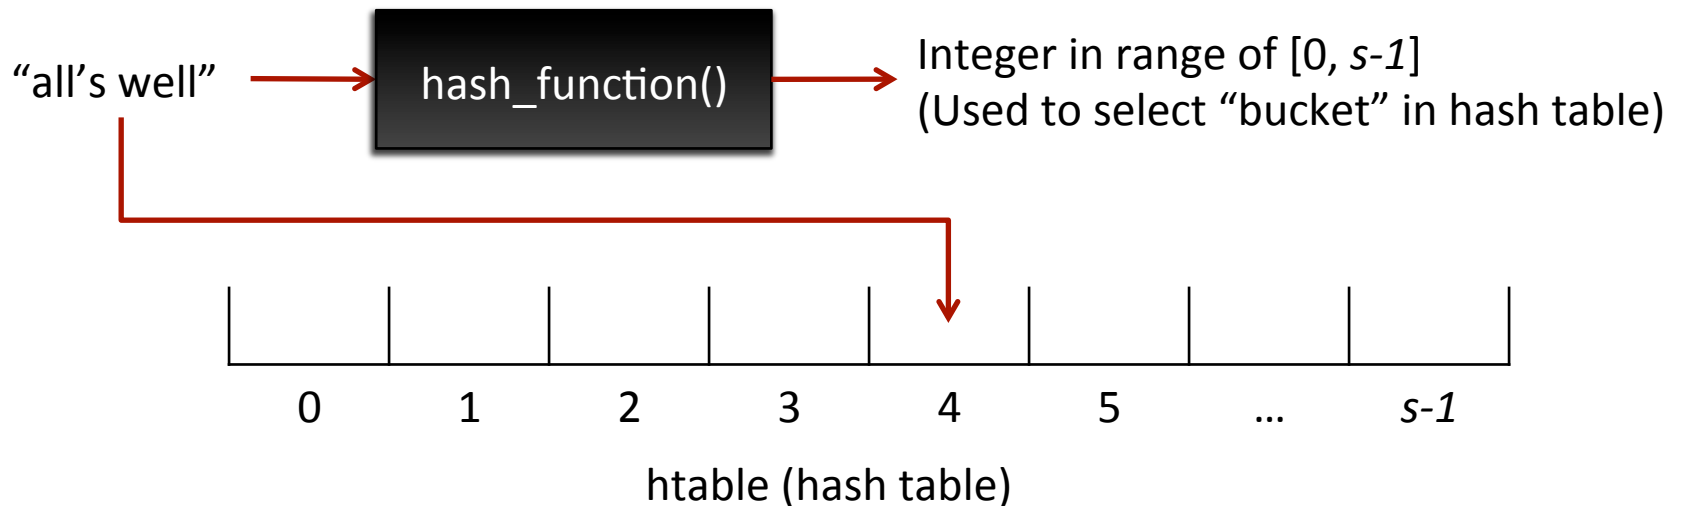 “all's well”
hash_function()
Integer in range of [0, s-1]
(Used to select “bucket” in hash table)
0 1 2 3 4 5 … s-1
htable (hash table)